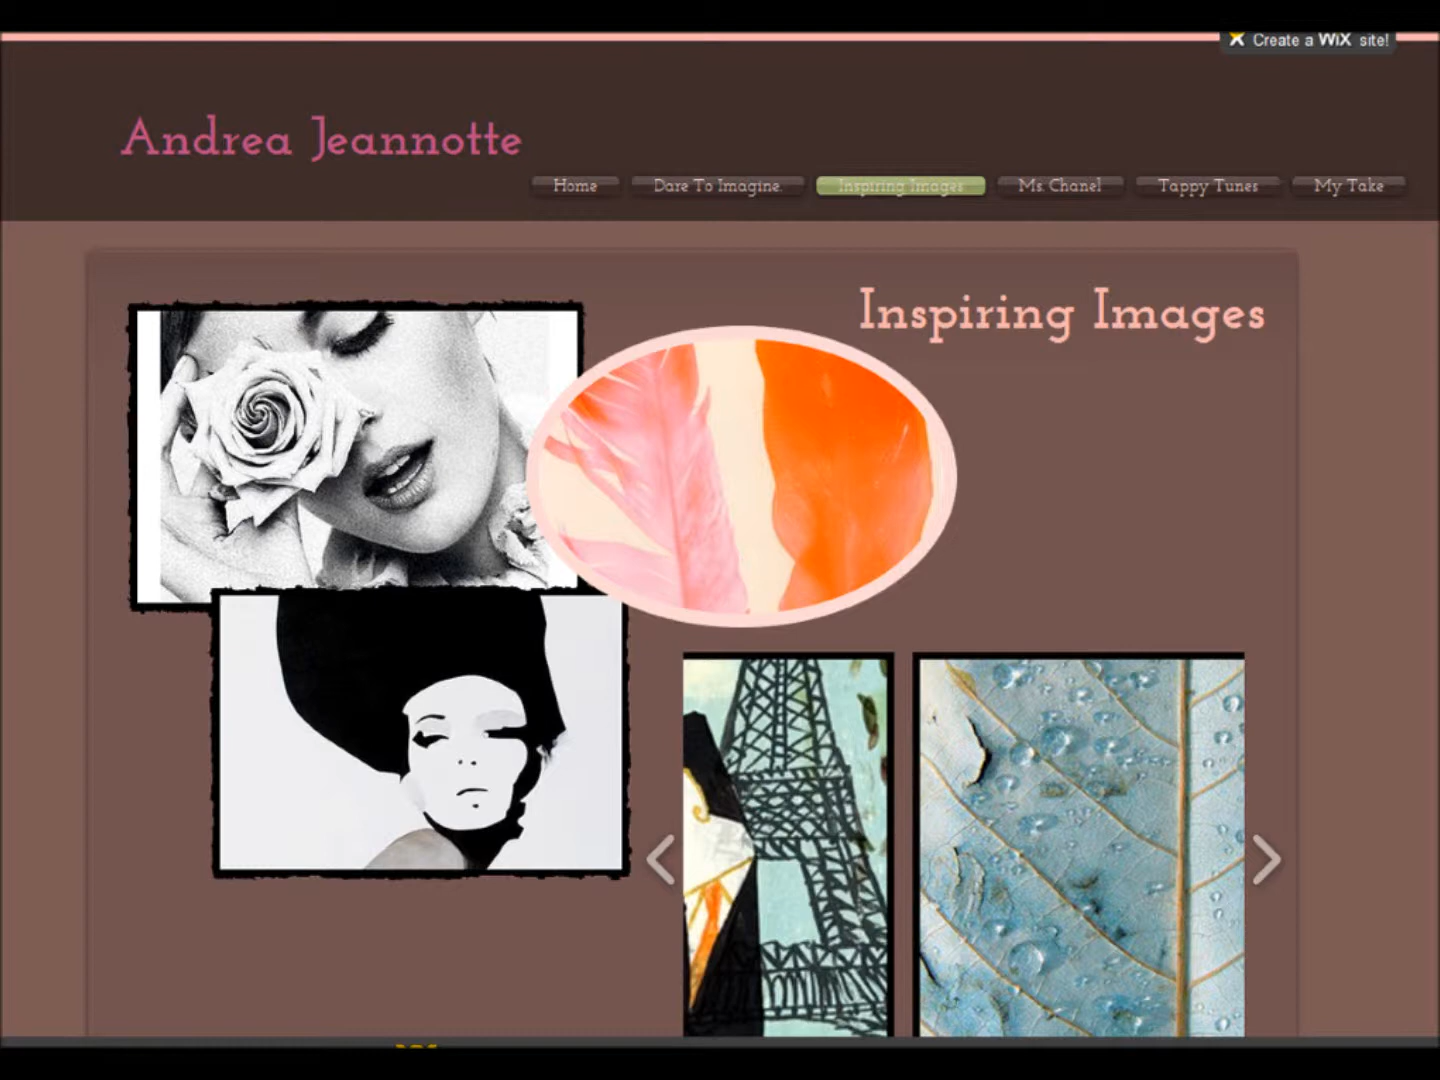 Create a WiX site!
Andrea Jeannotte
Home
Dare To Imagine.
Inspiring Images
Ms. Chanel
Tappy Tunes
My Take
Inspiring Images